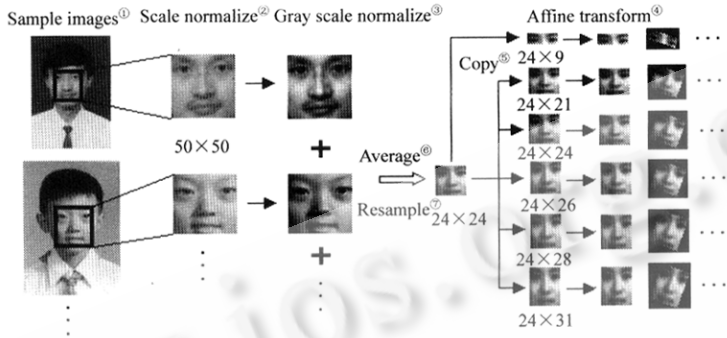 Sample images①
Scale normalize②
Gray scale normalize③
Affine transform④
Copy⑤
24×9
24×21
50×50
+
24×24
Average⑥
Resample⑦
24×24
24×26
+
24×28
24×31